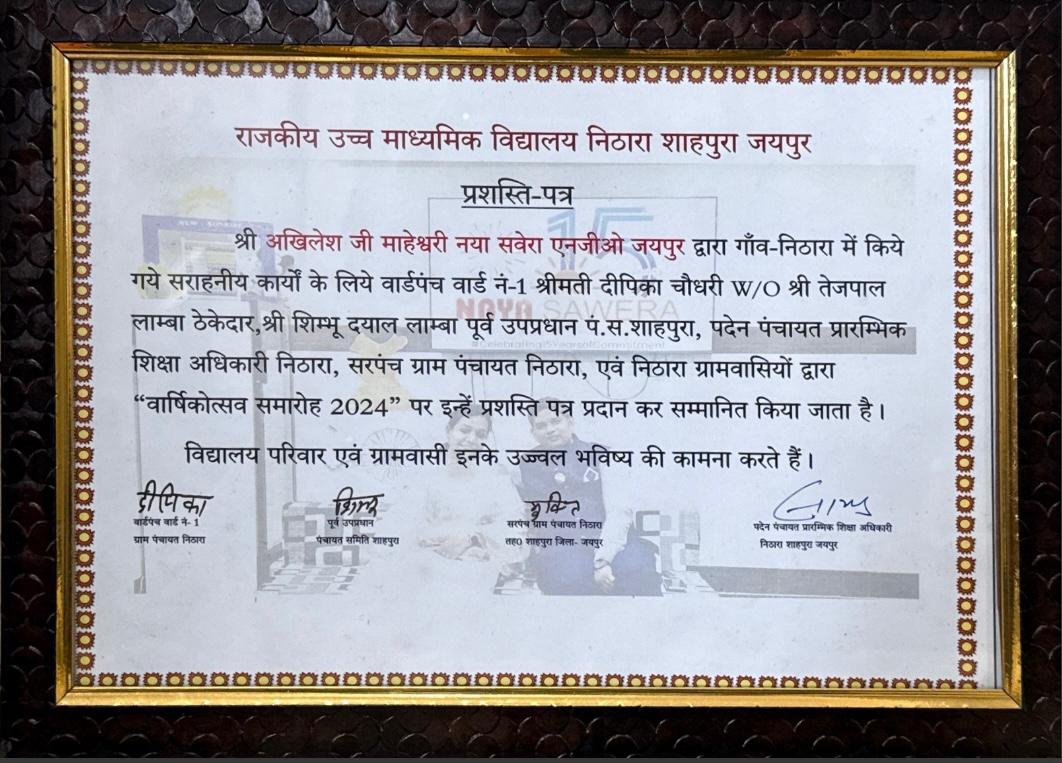 राजकीय उच्च माध्यमिक विद्यालय निठारा शाहपुरा जयपुर
प्रशस्ति-पत्र
श्री अखिलेश जी माहेश्वरी नया सवेरा एनजीओ जयपुर द्वारा गाँव-निठारा में किये
गये सराहनीय कार्यों के लिये वार्डपंच वार्ड नं-1 श्रीमती दीपिका चौधरी W/O श्री तेजपाल
लाम्बा ठेकेदार,श्री शिम्भू दयाल लाम्बा पूर्व उपप्रधान पं.स.शाहपुरा, पदेन पंचायत प्रारम्भिक
शिक्षा अधिकारी निठारा, सरपंच ग्राम पंचायत निठारा, एवं निठारा ग्रामवासियों द्वारा
“वार्षिकोत्सव समारोह 2024” पर इन्हें प्रशस्ति पत्र प्रदान कर सम्मानित किया जाता है।
विद्यालय परिवार एवं ग्रामवासी इनके उज्ज्वल भविष्य की कामना करते हैं।
15
NAYA SAWERA
#Celebrating15YearsofCommitment
दीपिका
वार्डपंच वार्ड नं- 1
ग्राम पंचायत निठारा
पूर्व उपप्रधान
पंचायत समिति शाहपुरा
सरपंच ग्राम पंचायत निठारा
तह0 शाहपुरा जिला- जयपुर
पदेन पंचायत प्रारम्भिक शिक्षा अधिकारी
निठारा शाहपुरा जयपुर